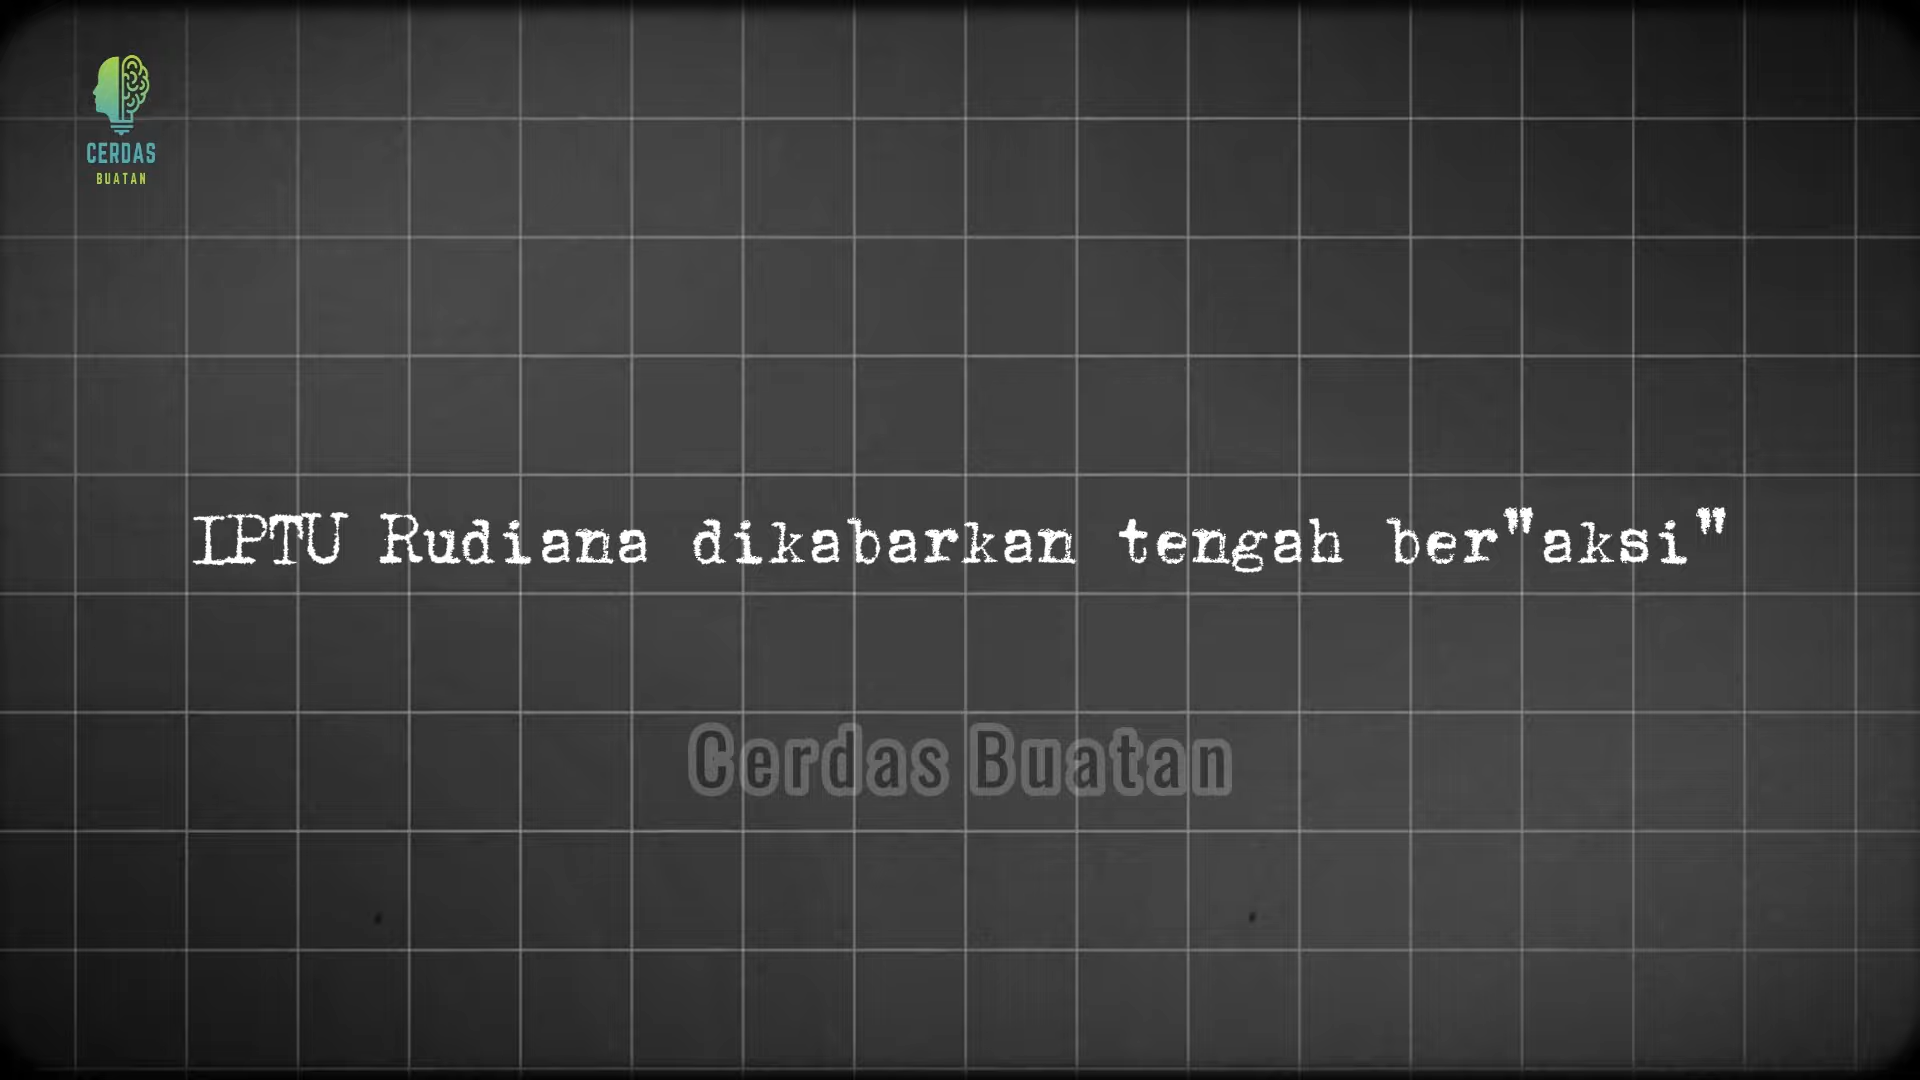 CERDAS
BUATAN
IPTU Rudiana dikabarkan tengah ber"aksi"
Cerdas Buatan